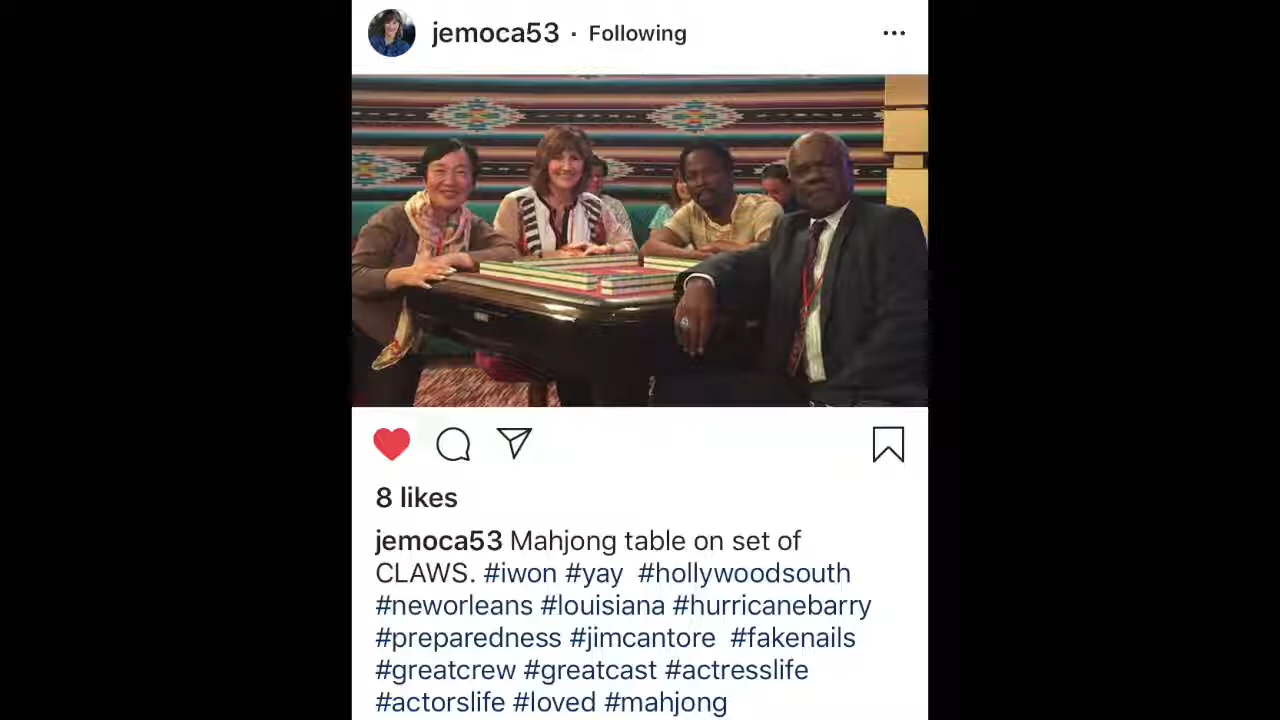 jemoca53 · Following
8 likes
jemoca53 Mahjong table on set of
CLAWS. #iwon #yay #hollywoodsouth
#neworleans #louisiana #hurricanebarry
#preparedness #jimcantore #fakenails
#greatcrew #greatcast #actresslife
#actorslife #loved #mahjong